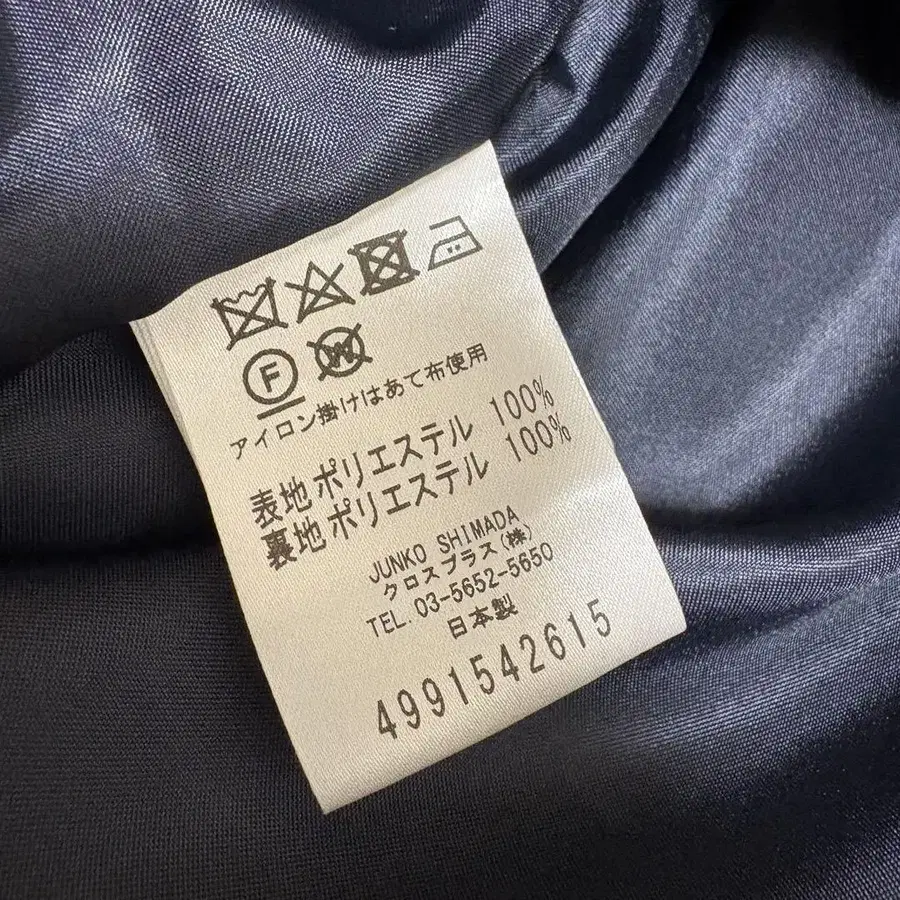 F W
アイロン掛けはあて布使用
表地 ポリエステル 100%
裏地 ポリエステル 100%
JUNKO SHIMADA
クロスプラス(株)
TEL. 03-5652-5650
日本製
4991542615